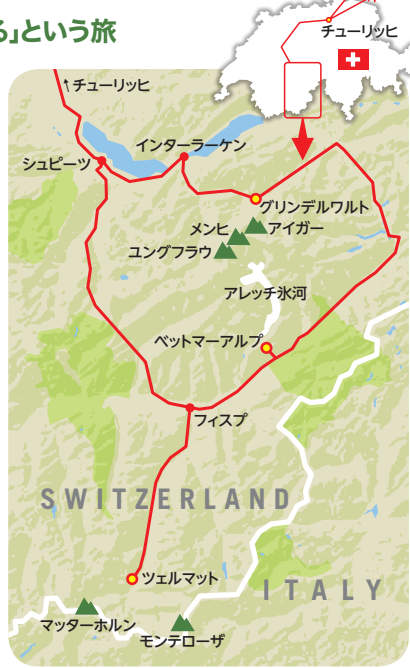 る」という旅
チューリッヒ
↑チューリッヒ
インターラーケン
シュピーツ
グリンデルワルト
アイガー
メンヒ
ユングフラウ
アレッチ氷河
ベットマーアルプ
フィスプ
SWITZERLAND
ツェルマット
ITALY
マッターホルン
モンテローザ